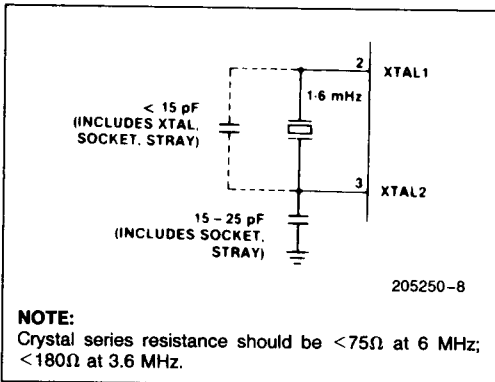 2 XTAL1
1-6 mHz
< 15 pF
(INCLUDES XTAL,
SOCKET, STRAY)
3 XTAL2
15 – 25 pF
(INCLUDES SOCKET,
STRAY)
205250–8
NOTE:
Crystal series resistance should be <75Ω at 6 MHz;
<180Ω at 3.6 MHz.